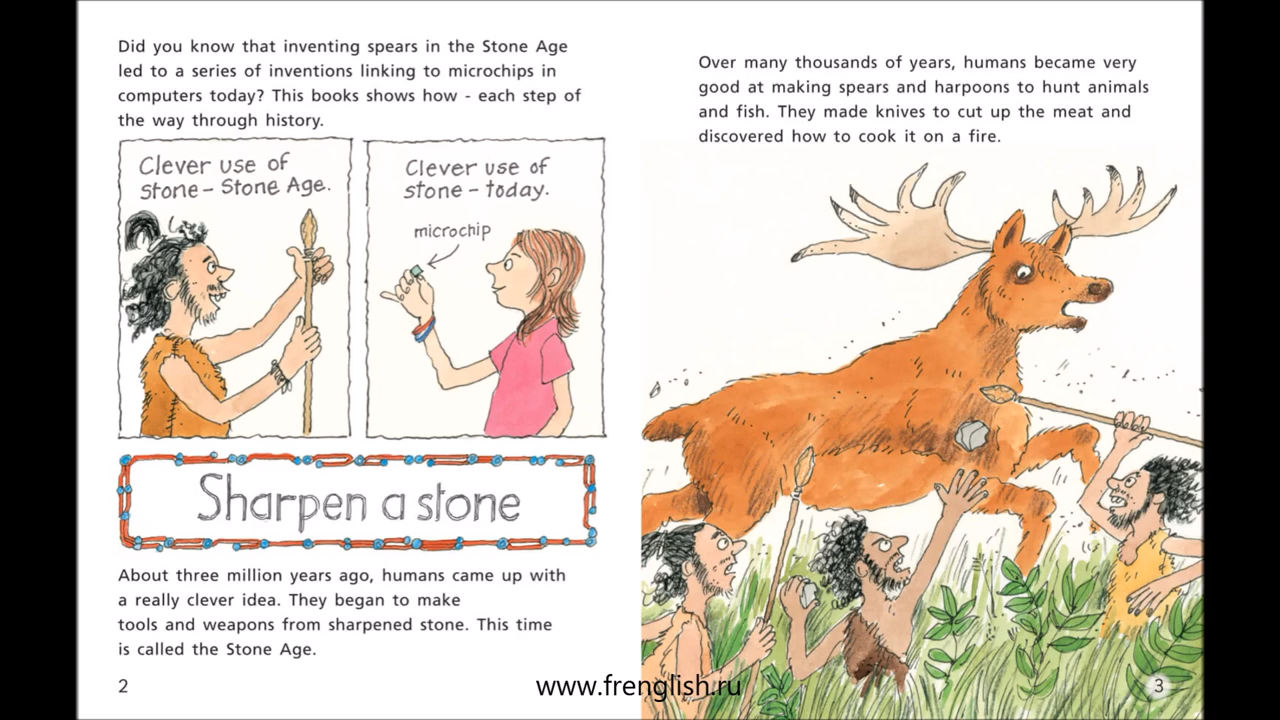 Did you know that inventing spears in the Stone Age
led to a series of inventions linking to microchips in
computers today? This books shows how - each step of
the way through history.
Clever use of
stone – Stone Age.
Clever use of
stone – today.
microchip
Sharpen a stone
About three million years ago, humans came up with
a really clever idea. They began to make
tools and weapons from sharpened stone. This time
is called the Stone Age.
2
Over many thousands of years, humans became very
good at making spears and harpoons to hunt animals
and fish. They made knives to cut up the meat and
discovered how to cook it on a fire.
3
www.frenglish.ru